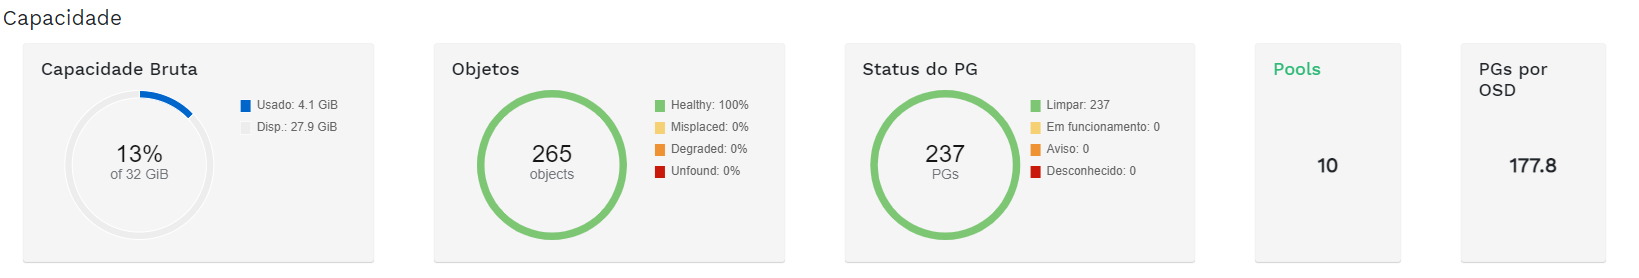 Capacidade
Capacidade Bruta
Usado: 4.1 GiB
Disp.: 27.9 GiB
13%
of 32 GiB
Objetos
Healthy: 100%
Misplaced: 0%
Degraded: 0%
Unfound: 0%
265
objects
Status do PG
Limpar: 237
Em funcionamento: 0
Aviso: 0
Desconhecido: 0
237
PGs
Pools
10
PGs por
OSD
177.8